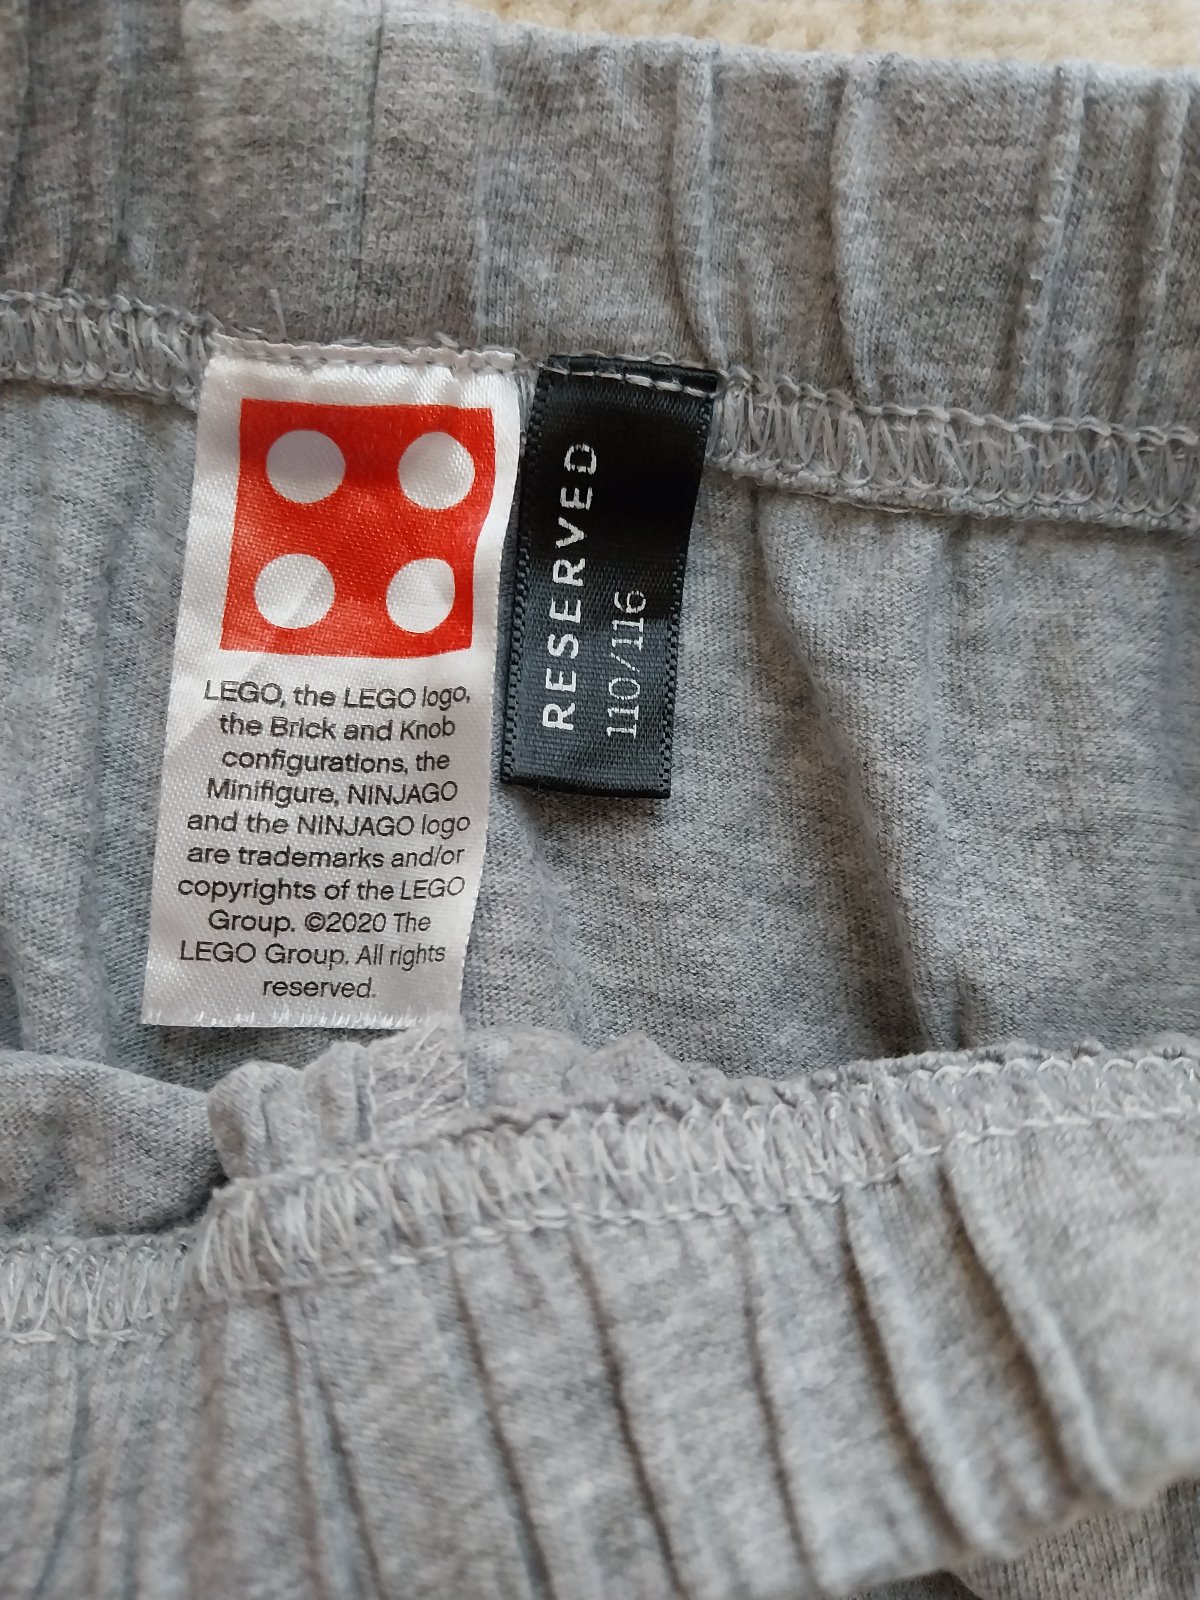 LEGO, the LEGO logo,
the Brick and Knob
configurations, the
Minifigure, NINJAGO
and the NINJAGO logo
are trademarks and/or
copyrights of the LEGO
Group. ©2020 The
LEGO Group. All rights
reserved.
RESERVED
110/116